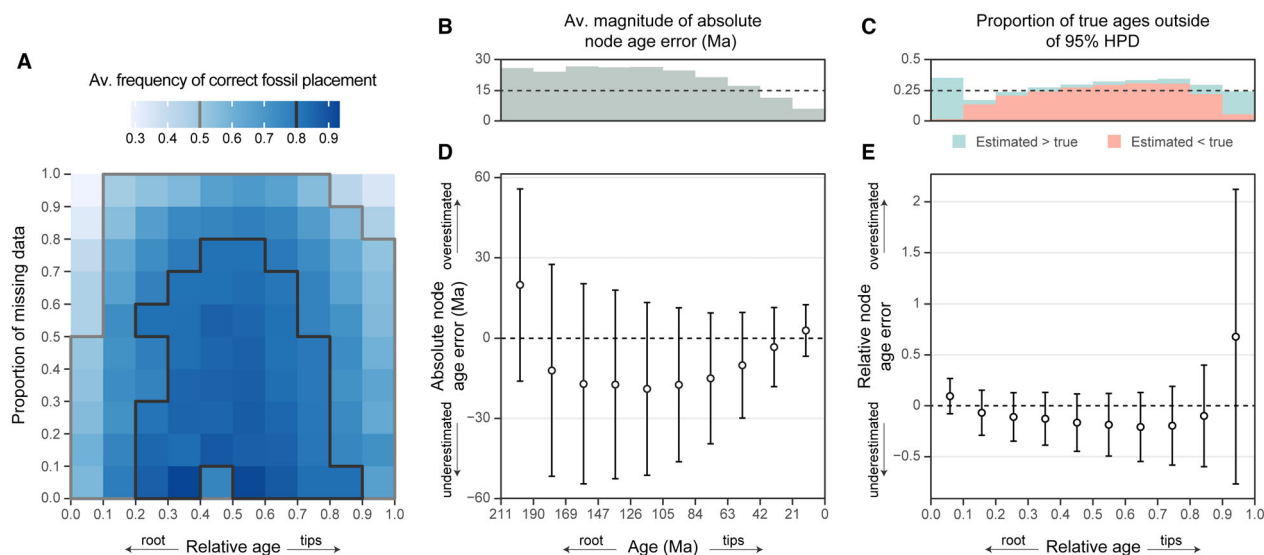 A
Av. frequency of correct fossil placement
0.3 0.4 0.5 0.6 0.7 0.8 0.9
Proportion of missing data
1.0
0.9
0.8
0.7
0.6
0.5
0.4
0.3
0.2
0.1
0.0
0.0 0.1 0.2 0.3 0.4 0.5 0.6 0.7 0.8 0.9 1.0
root Relative age tips
B
Av. magnitude of absolute
node age error (Ma)
30
15
0
C
Proportion of true ages outside
of 95% HPD
0.5
0.25
0
Estimated > true Estimated < true
D
Absolute node
age error (Ma)
overestimated
underestimated
60
30
0
−30
−60
211 190 169 147 126 105 84 63 42 21 0
root Age (Ma) tips
E
Relative node
age error
overestimated
underestimated
2
1.5
1
0.5
0
−0.5
0.0 0.1 0.2 0.3 0.4 0.5 0.6 0.7 0.8 0.9 1.0
root Relative age tips